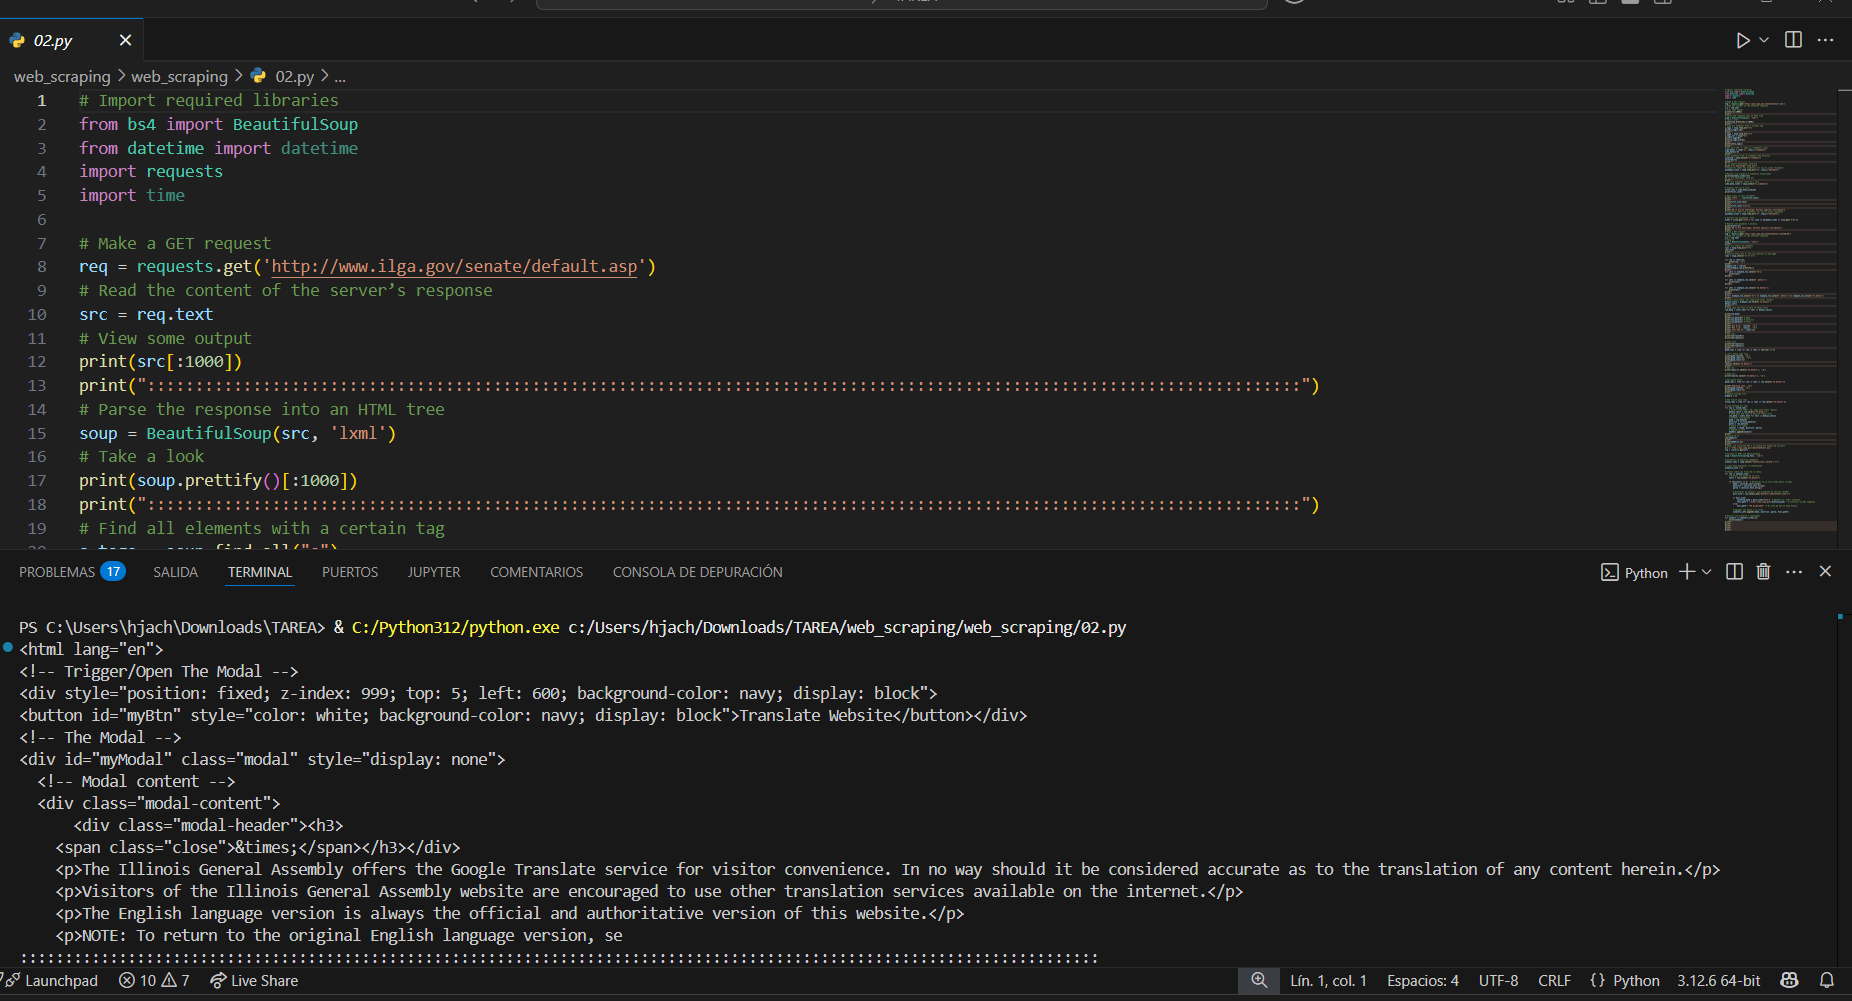 02.py
web_scraping > web_scraping > 02.py > ...
1 # Import required libraries
2 from bs4 import BeautifulSoup
3 from datetime import datetime
4 import requests
5 import time
6
7 # Make a GET request
8 req = requests.get('http://www.ilga.gov/senate/default.asp')
9 # Read the content of the server’s response
10 src = req.text
11 # View some output
12 print(src[:1000])
13 print("::::::::::::::::::::::::::::::::::::::::::::::::::::::::::::::::::::::::::::::::::::::::::::::::::::::::::::::::::::::::")
14 # Parse the response into an HTML tree
15 soup = BeautifulSoup(src, 'lxml')
16 # Take a look
17 print(soup.prettify()[:1000])
18 print("::::::::::::::::::::::::::::::::::::::::::::::::::::::::::::::::::::::::::::::::::::::::::::::::::::::::::::::::::::::::")
19 # Find all elements with a certain tag
PROBLEMAS 17 SALIDA TERMINAL PUERTOS JUPYTER COMENTARIOS CONSOLA DE DEPURACIÓN Python
PS C:\Users\hjach\Downloads\TAREA> & C:/Python312/python.exe c:/Users/hjach/Downloads/TAREA/web_scraping/web_scraping/02.py
<html lang="en">
<!-- Trigger/Open The Modal -->
<div style="position: fixed; z-index: 999; top: 5; left: 600; background-color: navy; display: block">
<button id="myBtn" style="color: white; background-color: navy; display: block">Translate Website</button></div>
<!-- The Modal -->
<div id="myModal" class="modal" style="display: none">
<!-- Modal content -->
<div class="modal-content">
<div class="modal-header"><h3>
<span class="close">&times;</span></h3></div>
<p>The Illinois General Assembly offers the Google Translate service for visitor convenience. In no way should it be considered accurate as to the translation of any content herein.</p>
<p>Visitors of the Illinois General Assembly website are encouraged to use other translation services available on the internet.</p>
<p>The English language version is always the official and authoritative version of this website.</p>
<p>NOTE: To return to the original English language version, se
::::::::::::::::::::::::::::::::::::::::::::::::::::::::::::::::::::::::::::::::::::::::::::::::::::::::::::::::::::::::
Launchpad 10 7 Live Share Lín. 1, col. 1 Espacios: 4 UTF-8 CRLF {} Python 3.12.6 64-bit